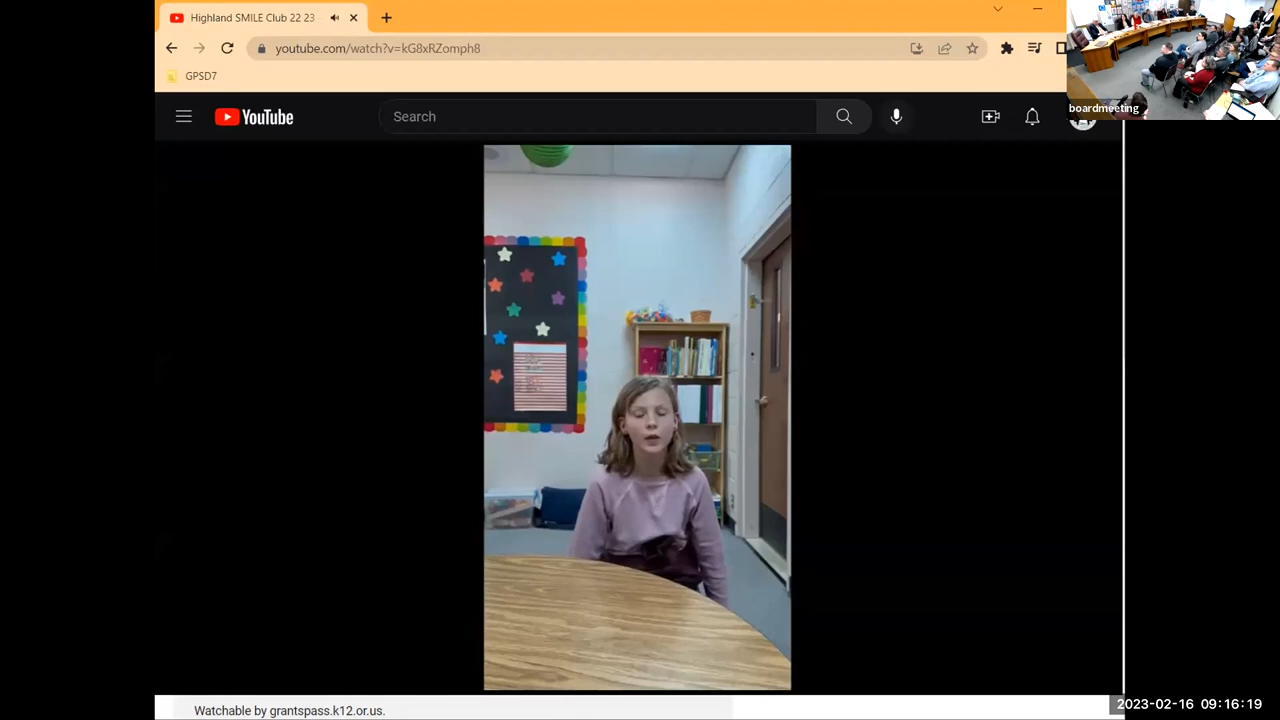 Highland SMILE Club 22 23
youtube.com/watch?v=kG8xRZomph8
GPSD7
YouTube
Search
boardmeeting
Watchable by grantspass.k12.or.us.
2023-02-16 09:16:19